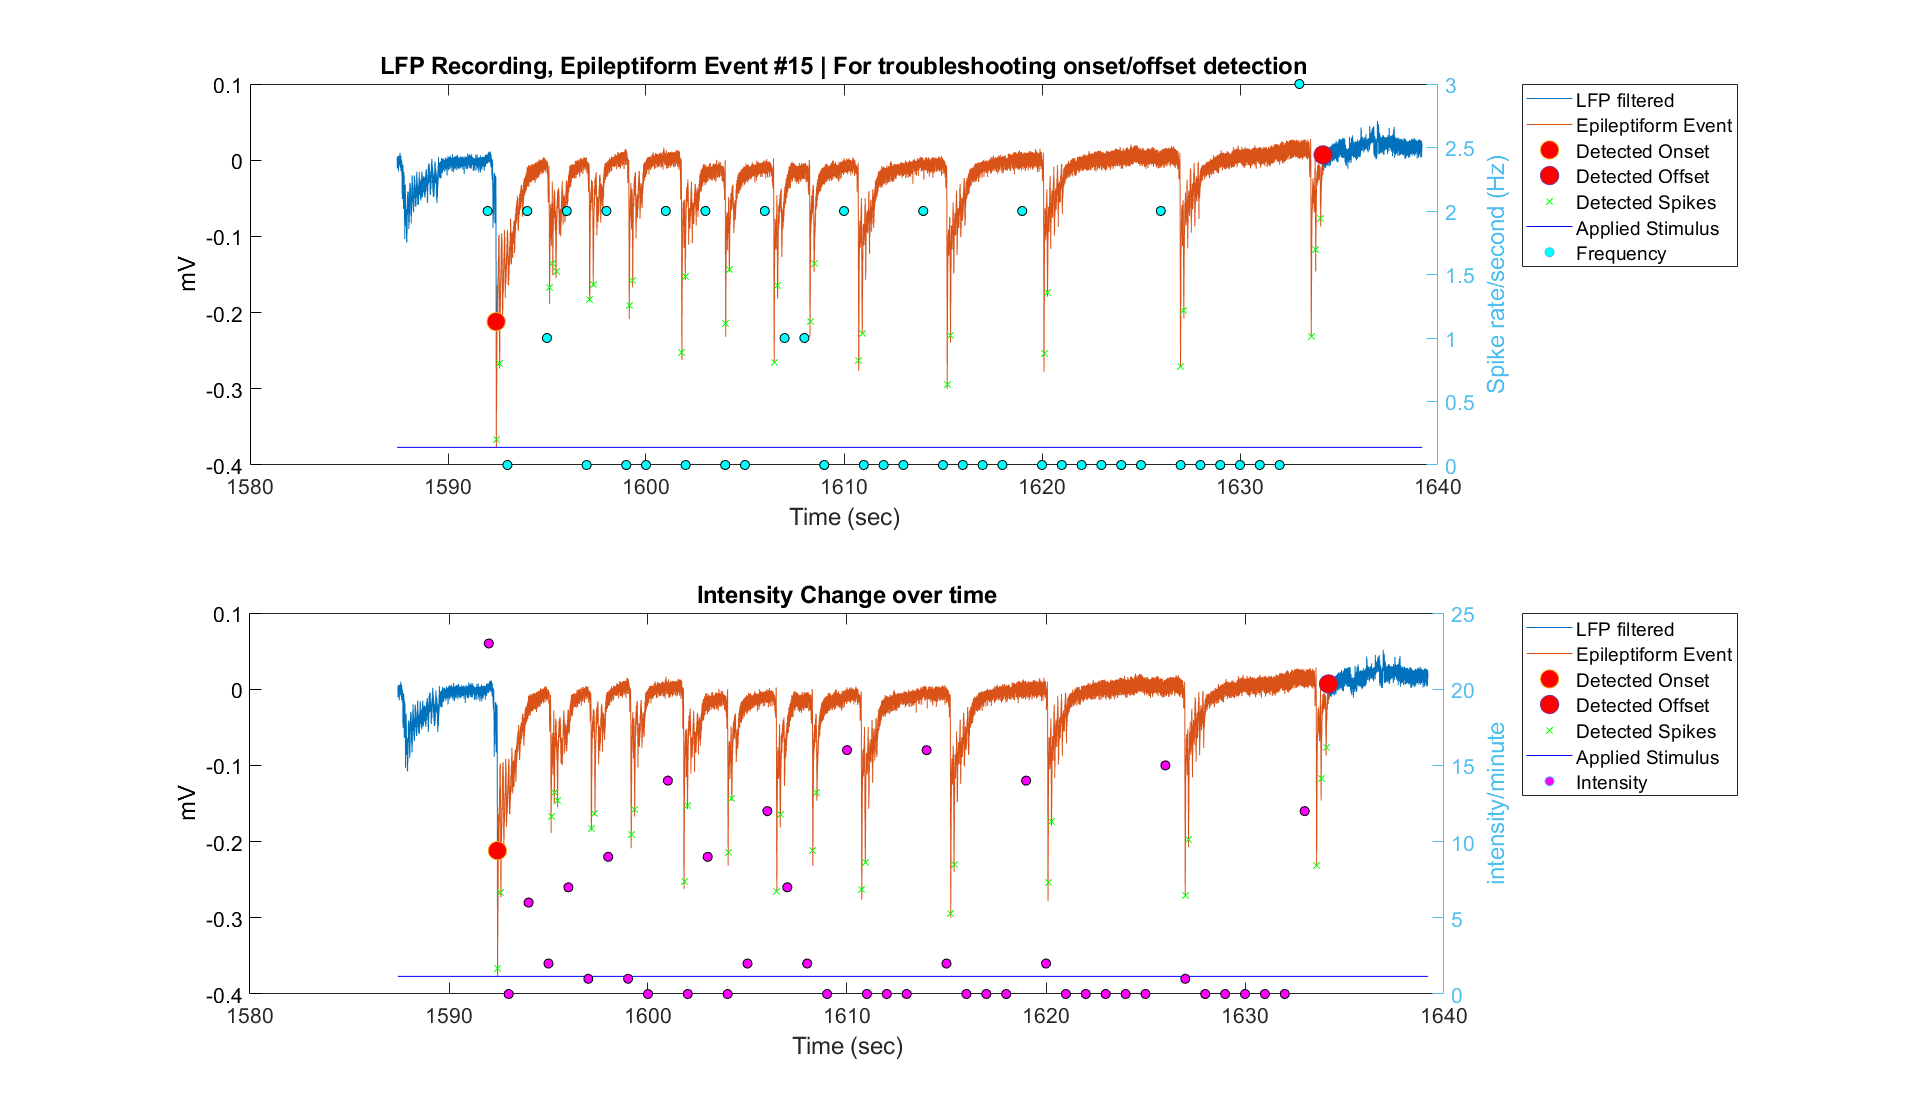 LFP Recording, Epileptiform Event #15 | For troubleshooting onset/offset detection
0.1
0
-0.1
-0.2
-0.3
-0.4
mV
3
2.5
2
1.5
1
0.5
0
Spike rate/second (Hz)
1580
1590
1600
1610
1620
1630
1640
Time (sec)
LFP filtered
Epileptiform Event
Detected Onset
Detected Offset
Detected Spikes
Applied Stimulus
Frequency
Intensity Change over time
0.1
0
-0.1
-0.2
-0.3
-0.4
mV
25
20
15
10
5
0
intensity/minute
1580
1590
1600
1610
1620
1630
1640
Time (sec)
LFP filtered
Epileptiform Event
Detected Onset
Detected Offset
Detected Spikes
Applied Stimulus
Intensity